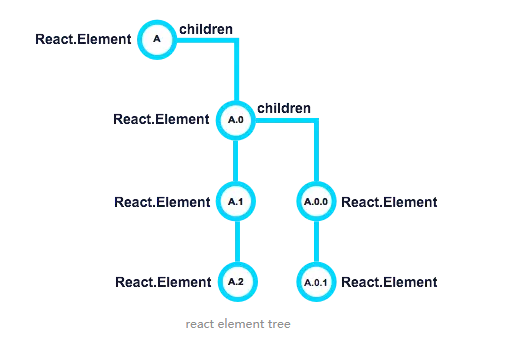 children
React.Element A
children
React.Element A.0
React.Element A.1 A.0.0 React.Element
React.Element A.2 A.0.1 React.Element
react element tree